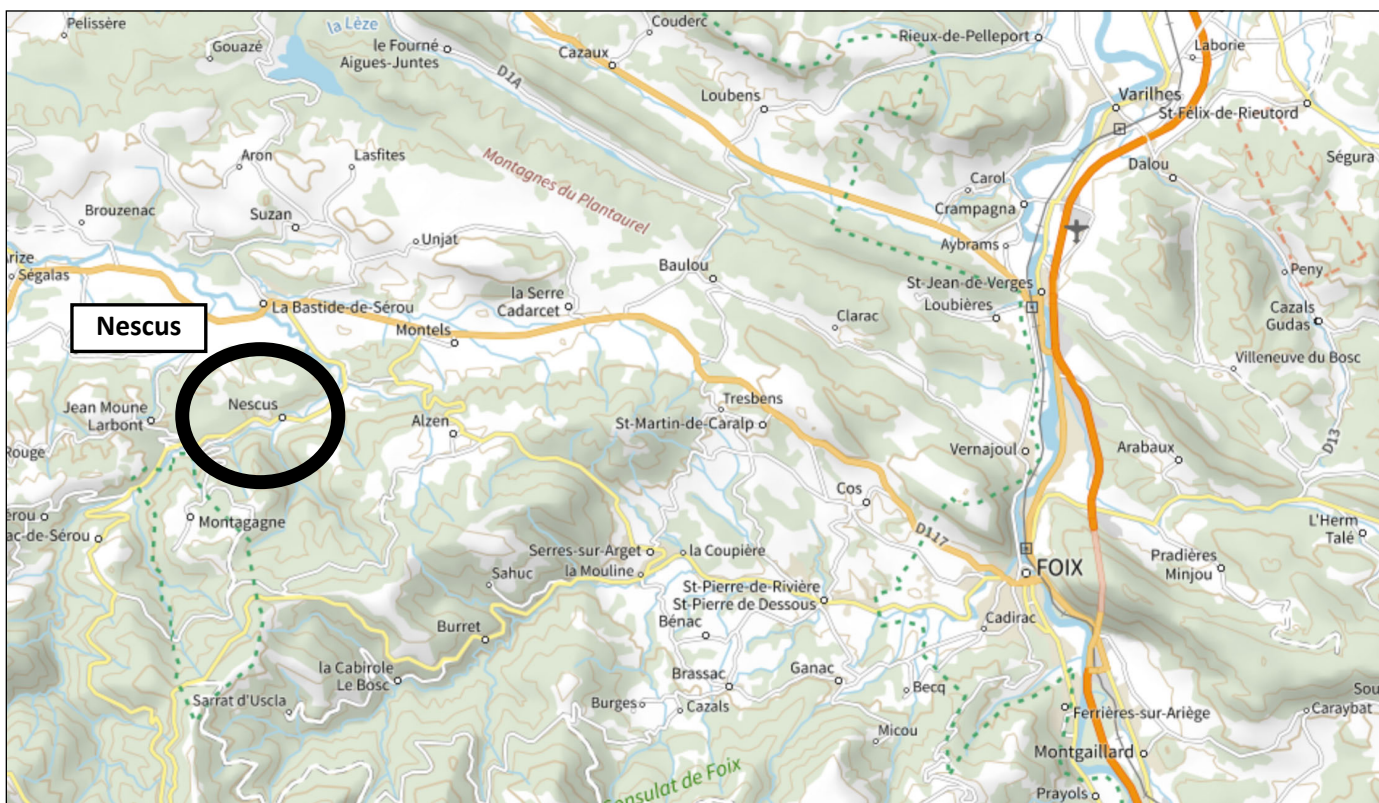 Pelissère
Gouazé
la Lèze
le Fourné
Aigues-Juntes
D1A
Cazaux
Couderc
Loubens
Rieux-de-Pelleport
Laborie
Varilhes
St-Félix-de-Rieutord
Ségura
Dalou
Aron
Lasfites
Montagnes du Plantaurel
Carol
Crampagna
Brouzenac
Suzan
Unjat
Aybrams
Baulou
Peny
Arize
Ségalas
La Bastide-de-Sérou
la Serre
Cadarcet
St-Jean-de-Verges
Loubières
Clarac
Cazals
Gudas
Nescus
Montels
Villeneuve du Bosc
Jean Moune
Larbont
Nescus
Alzen
Tresbens
St-Martin-de-Caralp
Vernajoul
Arabaux
D13
Rouge
Cos
Montagagne
érou
ac-de-Sérou
D117
L'Herm
Talé
Serres-sur-Arget
la Mouline
la Coupière
Pradières
Minjou
Sahuc
FOIX
St-Pierre-de-Rivière
St-Pierre de Dessous
Bénac
Cadirac
Burret
la Cabirole
Le Bosc
Brassac
Ganac
Becq
Sarrat d'Uscla
Burges
Cazals
Ferrières-sur-Ariège
Sou
Caraybat
Micou
Montgaillard
Consulat de Foix
Prayols